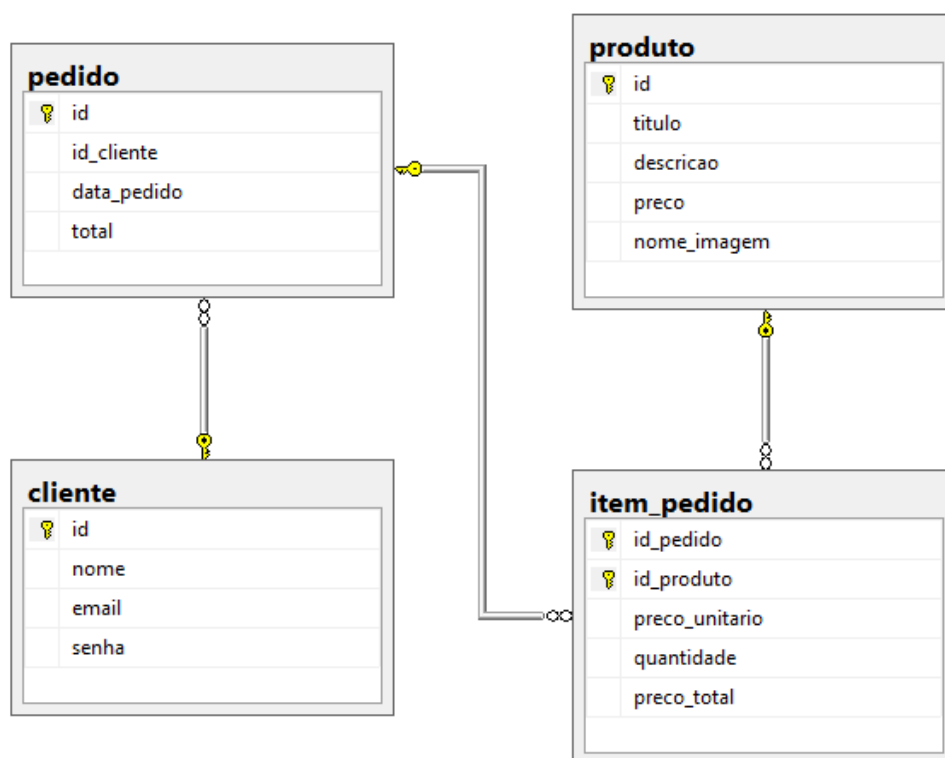 pedido
id
id_cliente
data_pedido
total
produto
id
titulo
descricao
preco
nome_imagem
cliente
id
nome
email
senha
item_pedido
id_pedido
id_produto
preco_unitario
quantidade
preco_total